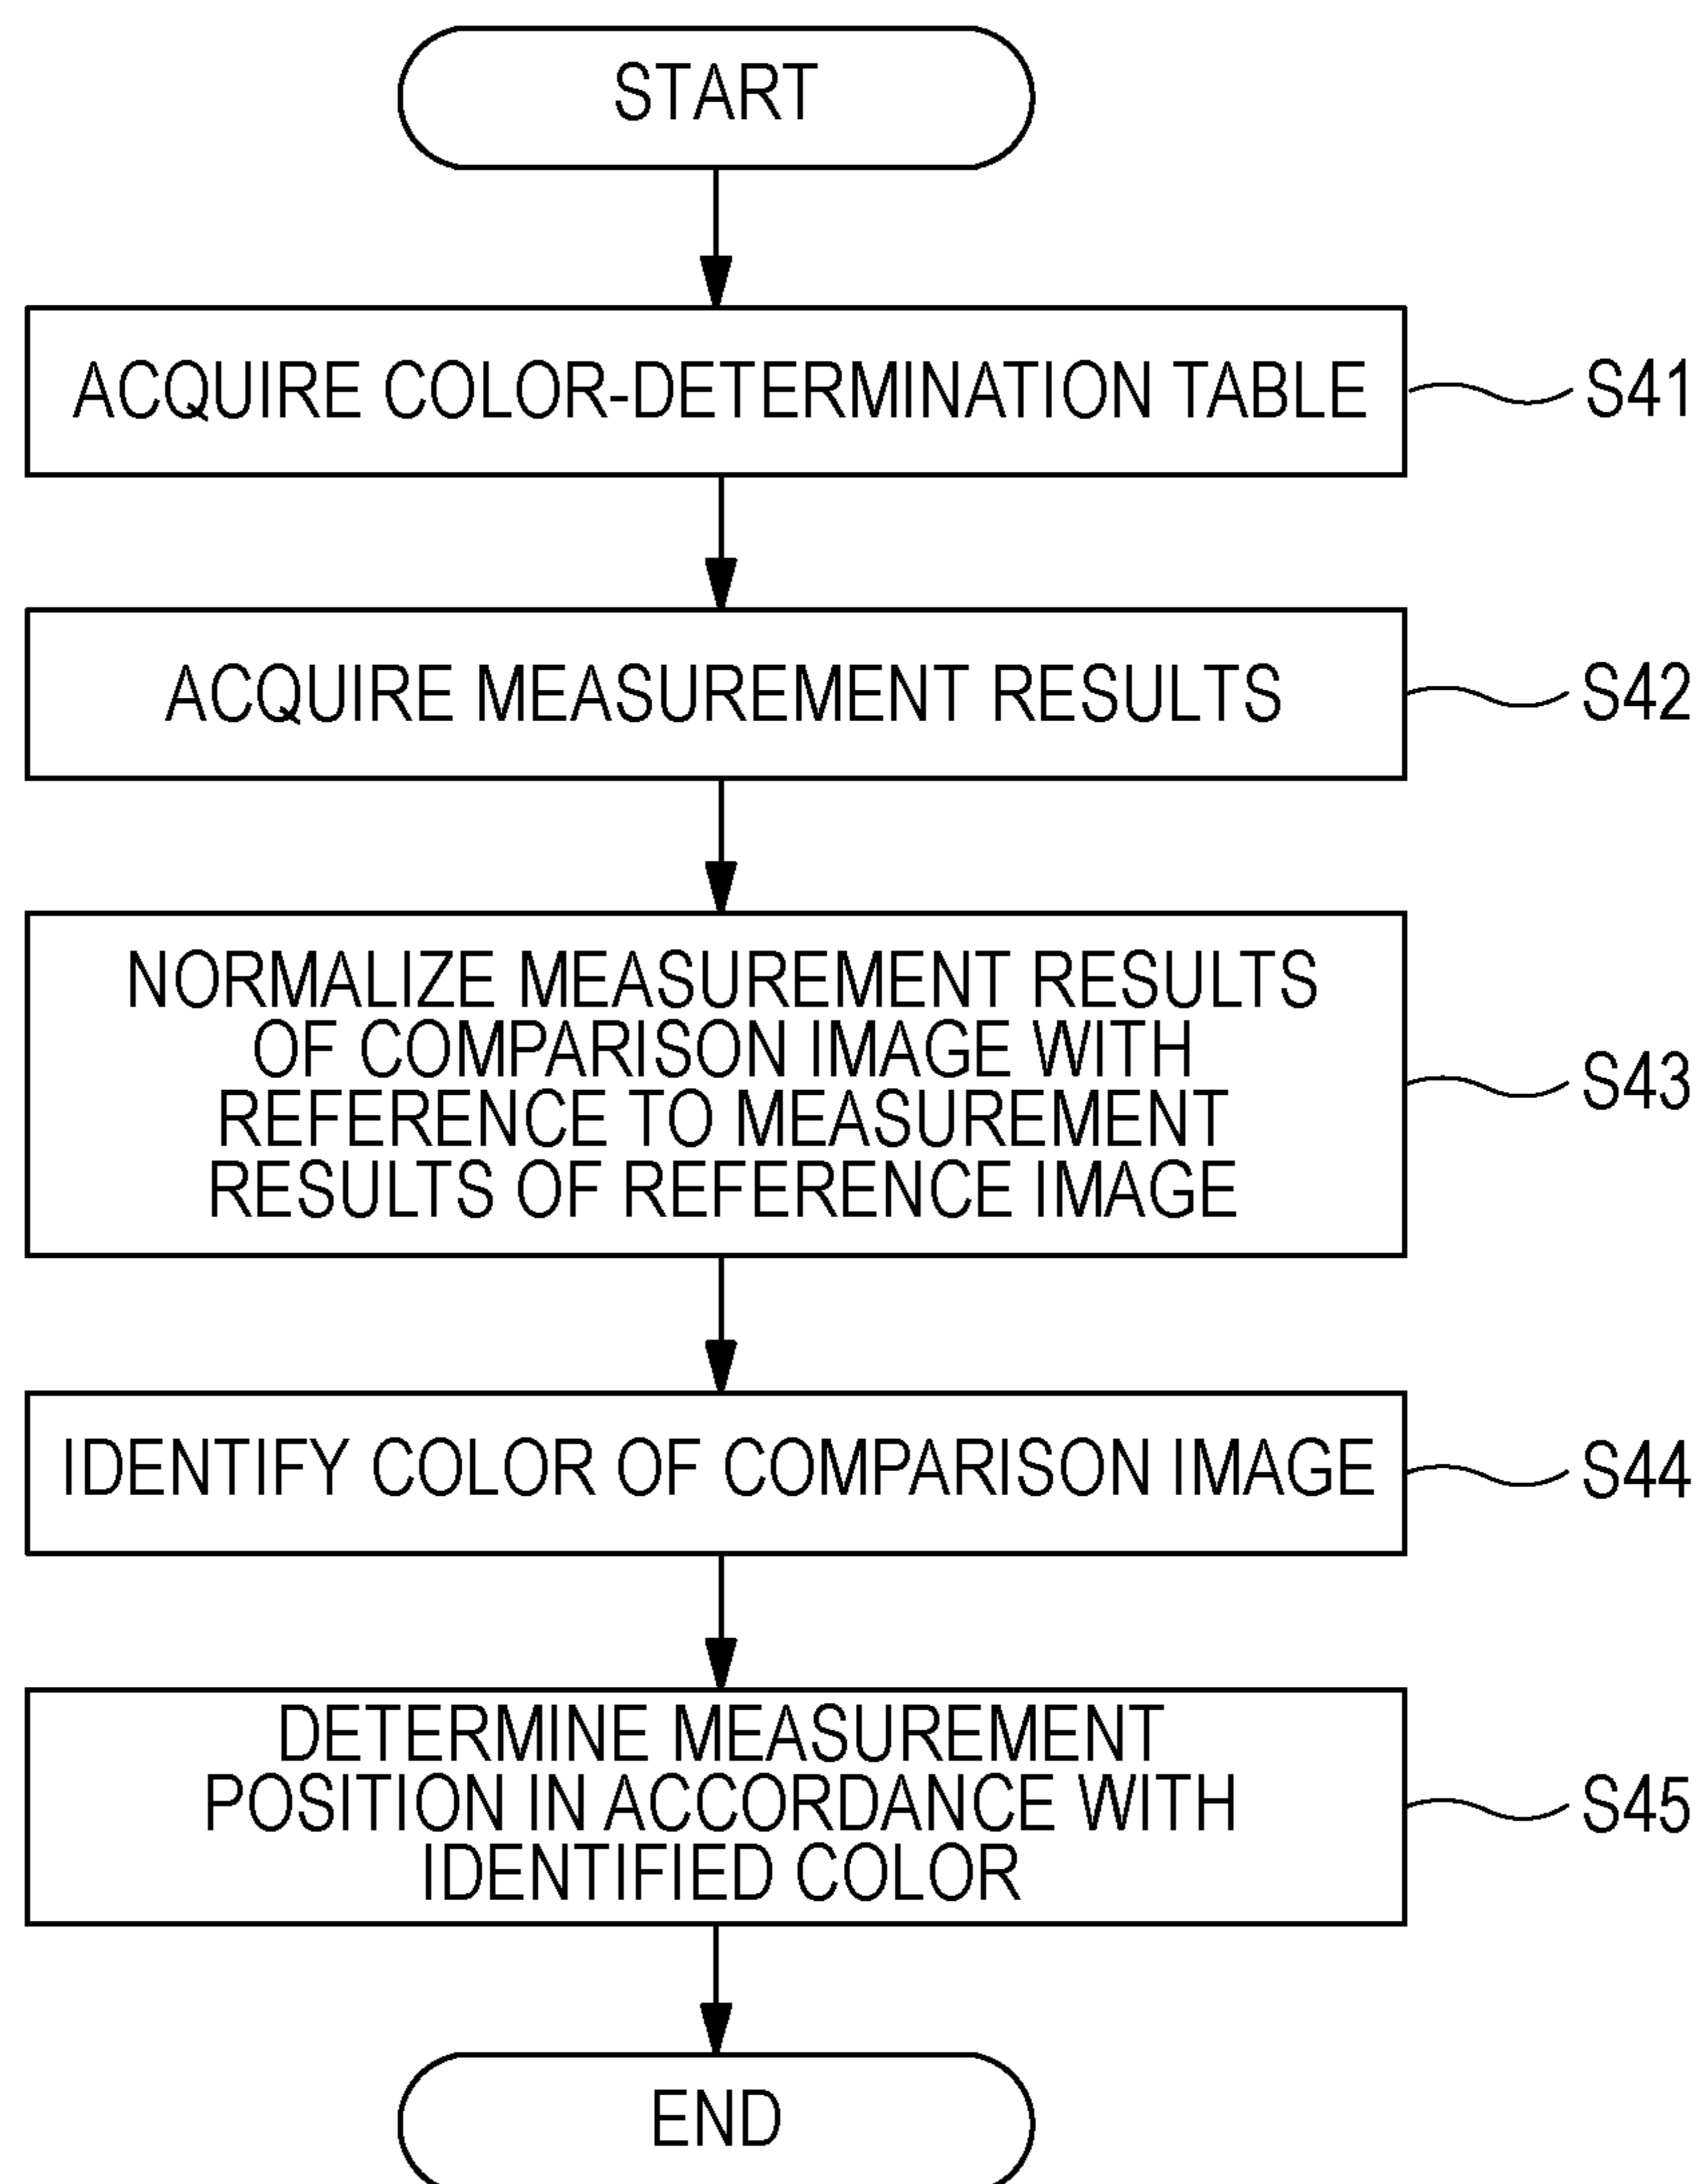 START
ACQUIRE COLOR-DETERMINATION TABLE
S41
ACQUIRE MEASUREMENT RESULTS
S42
NORMALIZE MEASUREMENT RESULTS
OF COMPARISON IMAGE WITH
REFERENCE TO MEASUREMENT
RESULTS OF REFERENCE IMAGE
S43
IDENTIFY COLOR OF COMPARISON IMAGE
S44
DETERMINE MEASUREMENT
POSITION IN ACCORDANCE WITH
IDENTIFIED COLOR
S45
END